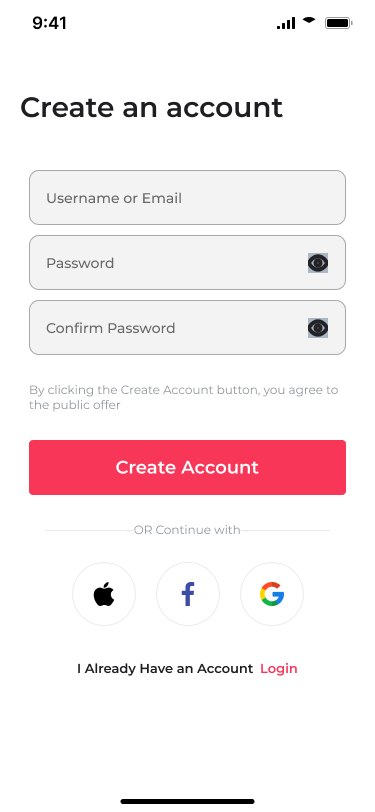 9:41
Create an account
Username or Email
Password
Confirm Password
By clicking the Create Account button, you agree to
the public offer
Create Account
OR Continue with
I Already Have an Account Login